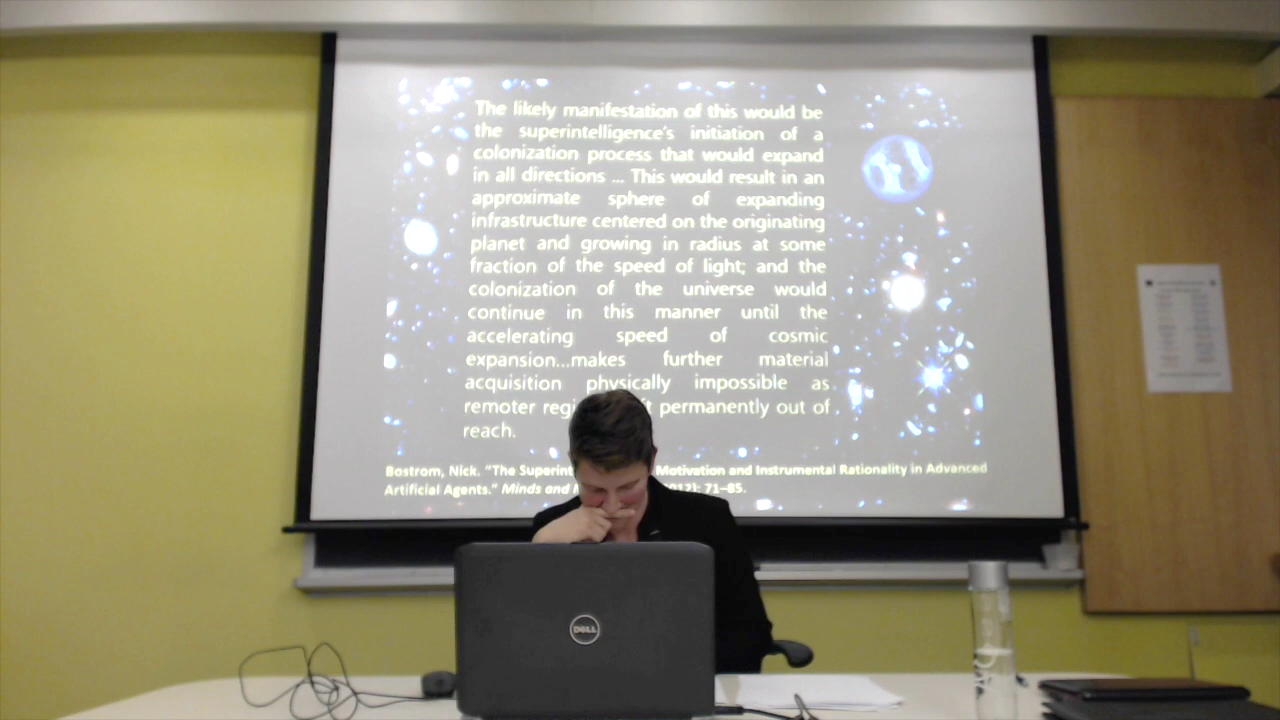 The likely manifestation of this would be
the superintelligence's initiation of a
colonization process that would expand
in all directions ... This would result in an
approximate sphere of expanding
infrastructure centered on the originating
planet and growing in radius at some
fraction of the speed of light; and the
colonization of the universe would
continue in this manner until the
accelerating speed of cosmic
expansion...makes further material
acquisition physically impossible as
remoter permanently out of
reach.
Bostrom, Nick. "The Motivation and Instrumental Rationality in Advanced
Artificial Agents." Minds and 2012): 71–85.
DELL